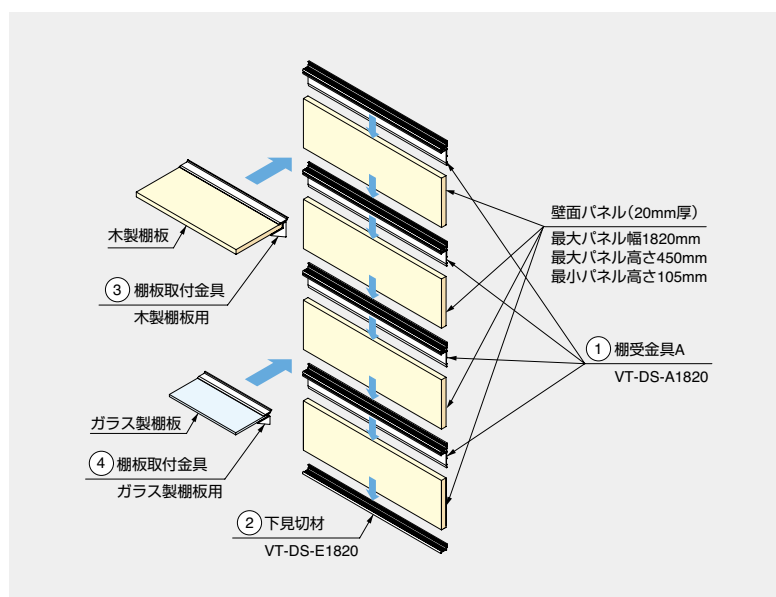 木製棚板
③ 棚板取付金具
木製棚板用
ガラス製棚板
④ 棚板取付金具
ガラス製棚板用
② 下見切材
VT-DS-E1820
壁面パネル（20mm厚）
最大パネル幅1820mm
最大パネル高さ450mm
最小パネル高さ105mm
① 棚受金具A
VT-DS-A1820